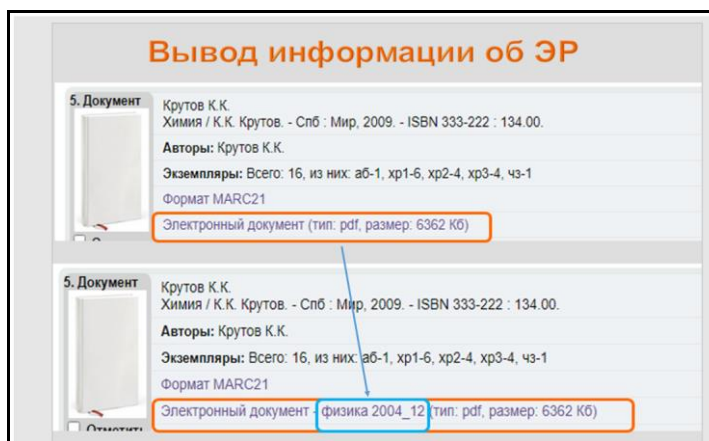 Вывод информации об ЭР
5. Документ
Крутов К.К.
Химия / К.К. Крутов. - Спб : Мир, 2009. - ISBN 333-222 : 134.00.
Авторы: Крутов К.К.
Экземпляры: Всего: 16, из них: аб-1, хр1-6, хр2-4, хр3-4, чз-1
Формат MARC21
Электронный документ (тип: pdf, размер: 6362 Кб)
5. Документ
Крутов К.К.
Химия / К.К. Крутов. - Спб : Мир, 2009. - ISBN 333-222 : 134.00.
Авторы: Крутов К.К.
Экземпляры: Всего: 16, из них: аб-1, хр1-6, хр2-4, хр3-4, чз-1
Формат MARC21
Электронный документ - физика 2004_12 (тип: pdf, размер: 6362 Кб)